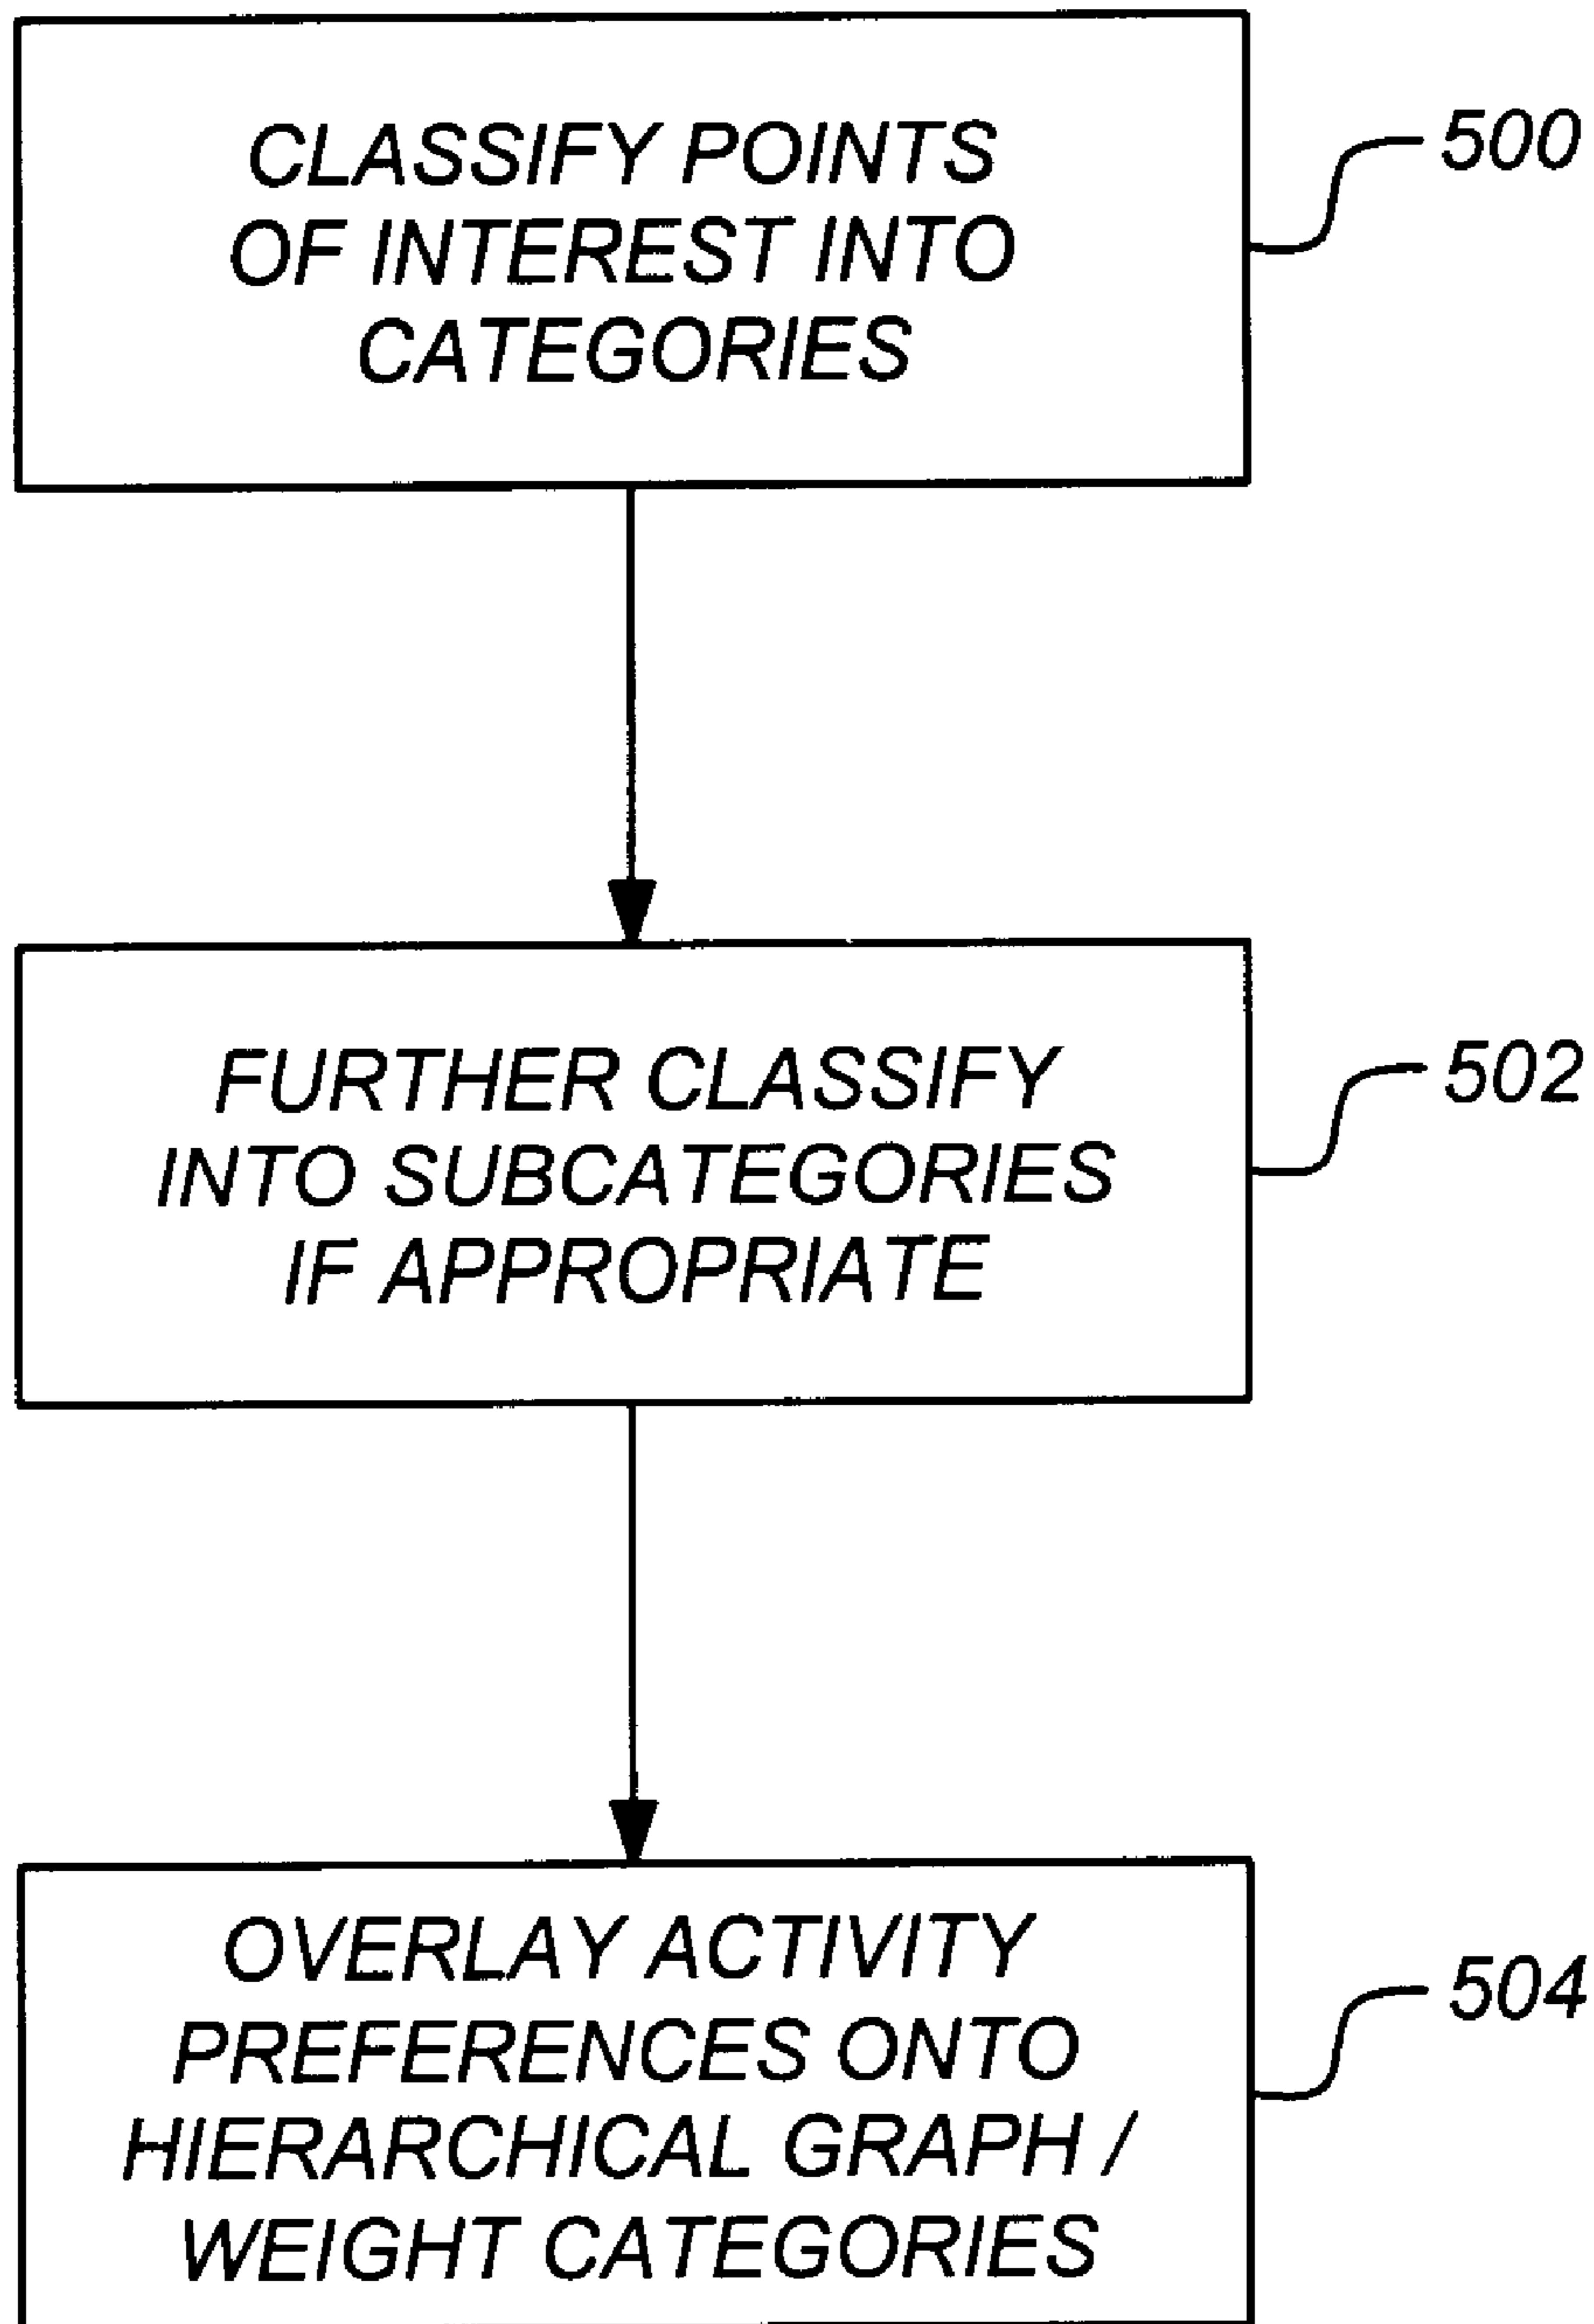 CLASSIFY POINTS
OF INTEREST INTO
CATEGORIES
500
FURTHER CLASSIFY
INTO SUBCATEGORIES
IF APPROPRIATE
502
OVERLAY ACTIVITY
PREFERENCES ONTO
HIERARCHICAL GRAPH /
WEIGHT CATEGORIES
504